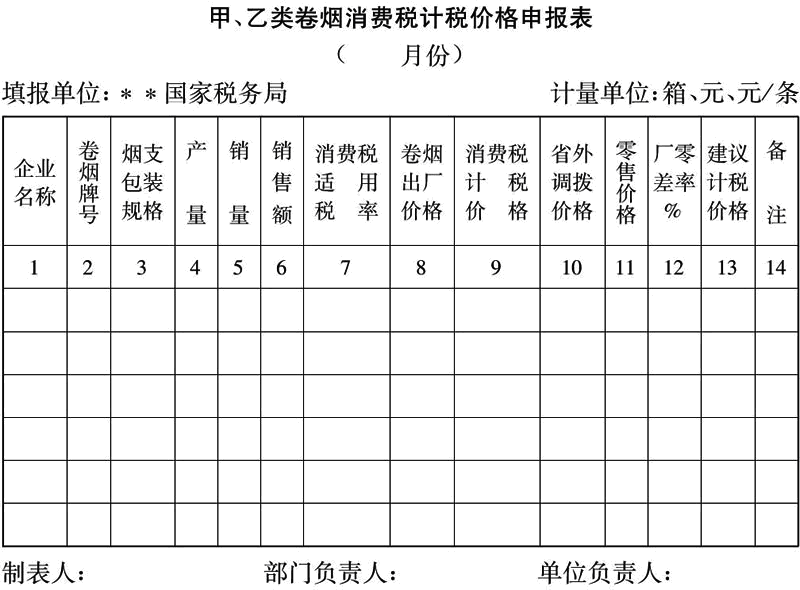 甲、乙类卷烟消费税计税价格申报表
（　　月份）
填报单位：＊＊国家税务局　计量单位：箱、元、元/条
企业名称　卷烟牌号　烟支包装规格　产量　销量　销售额　消费税适用税率　卷烟出厂价格　消费税计税价格　省外调拨价格　零售价格　厂零差率%　建议计税价格　备注
1　2　3　4　5　6　7　8　9　10　11　12　13　14
制表人：　部门负责人：　单位负责人：